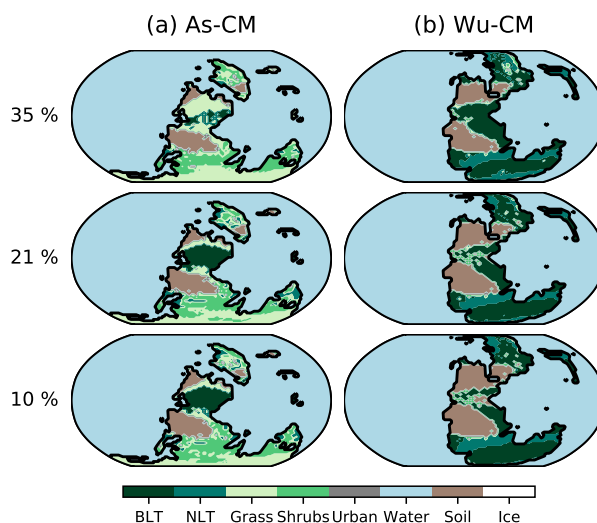 (a) As-CM (b) Wu-CM
35 %
21 %
10 %
BLT NLT Grass Shrubs Urban Water Soil Ice